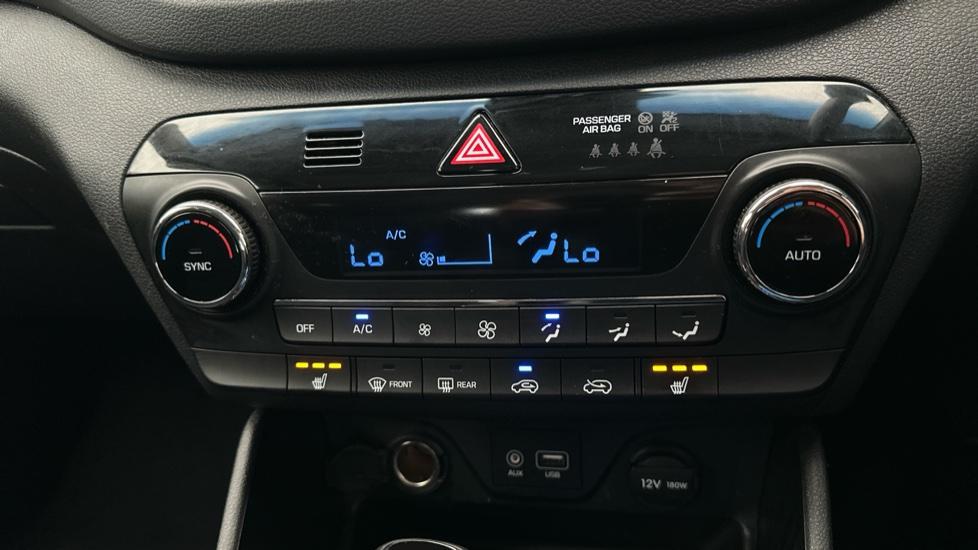 PASSENGER
AIR BAG
ON OFF
A/C
Lo
Lo
SYNC
AUTO
OFF
A/C
FRONT
REAR
AUX
USB
12V 180W